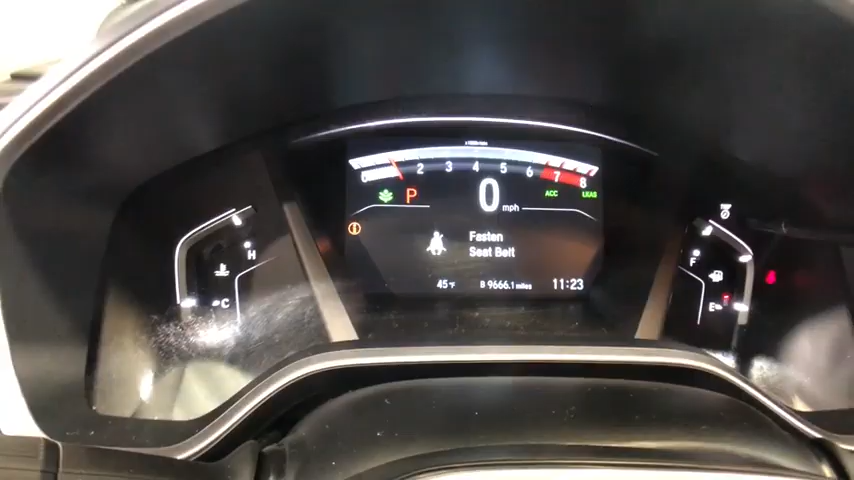 0 2 3 4 5 6 7 8
P 0 mph ACC LKAS
Fasten
Seat Belt
45°F B 9666.1 miles 11:23
H
C
F
E